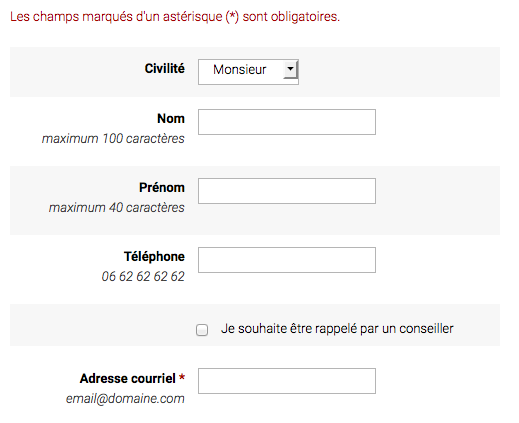 Les champs marqués d'un astérisque (*) sont obligatoires.
Civilité Monsieur
Nom
maximum 100 caractères
Prénom
maximum 40 caractères
Téléphone
06 62 62 62 62
Je souhaite être rappelé par un conseiller
Adresse courriel *
email@domaine.com